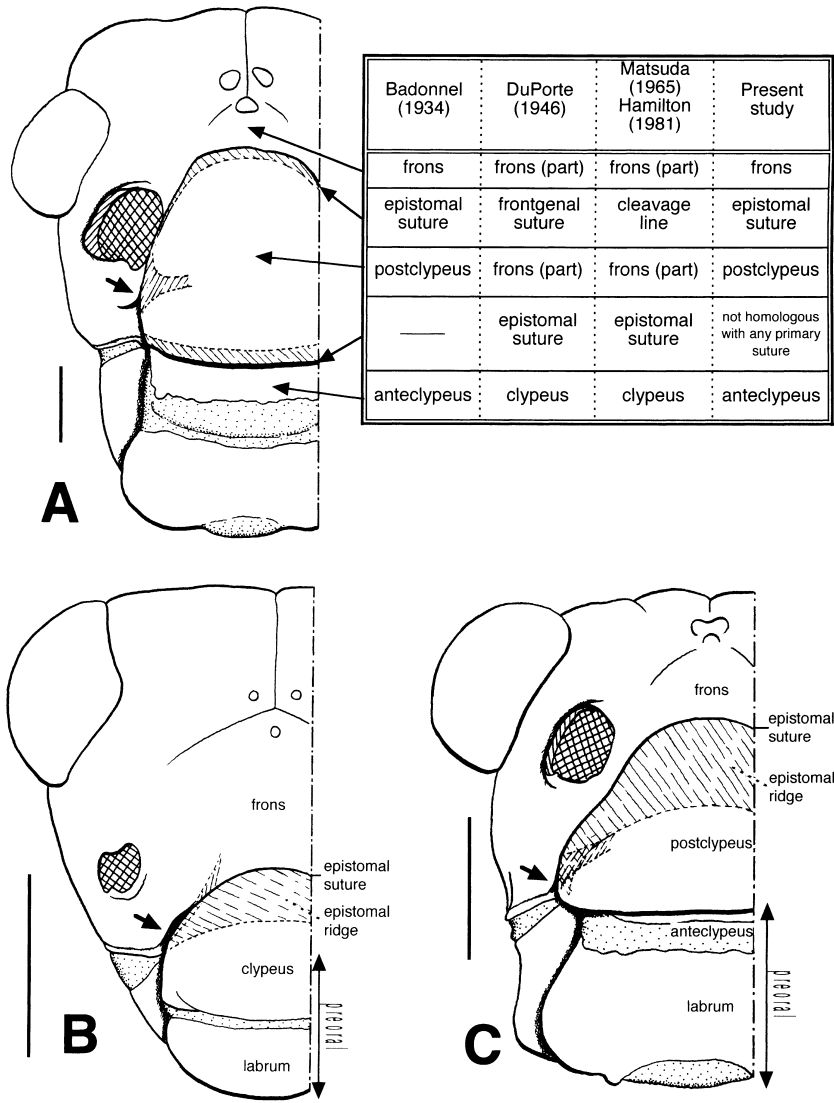 Badonnel
(1934)
DuPorte
(1946)
Matsuda
(1965)
Hamilton
(1981)
Present
study
frons
frons (part)
frons (part)
frons
epistomal
suture
frontgenal
suture
cleavage
line
epistomal
suture
postclypeus
frons (part)
frons (part)
postclypeus
epistomal
suture
epistomal
suture
not homologous
with any primary
suture
anteclypeus
clypeus
clypeus
anteclypeus
A
frons
epistomal
suture
epistomal
ridge
clypeus
preoral
labrum
B
frons
epistomal
suture
epistomal
ridge
postclypeus
anteclypeus
preoral
labrum
C